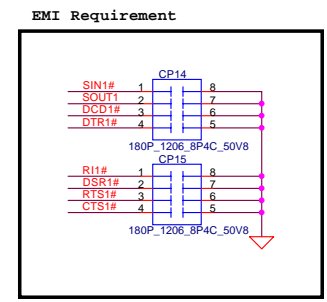 EMI Requirement
CP14
SIN1# 1 8
SOUT1 2 7
DCD1# 3 6
DTR1# 4 5
180P_1206_8P4C_50V8
CP15
RI1# 1 8
DSR1# 2 7
RTS1# 3 6
CTS1# 4 5
180P_1206_8P4C_50V8